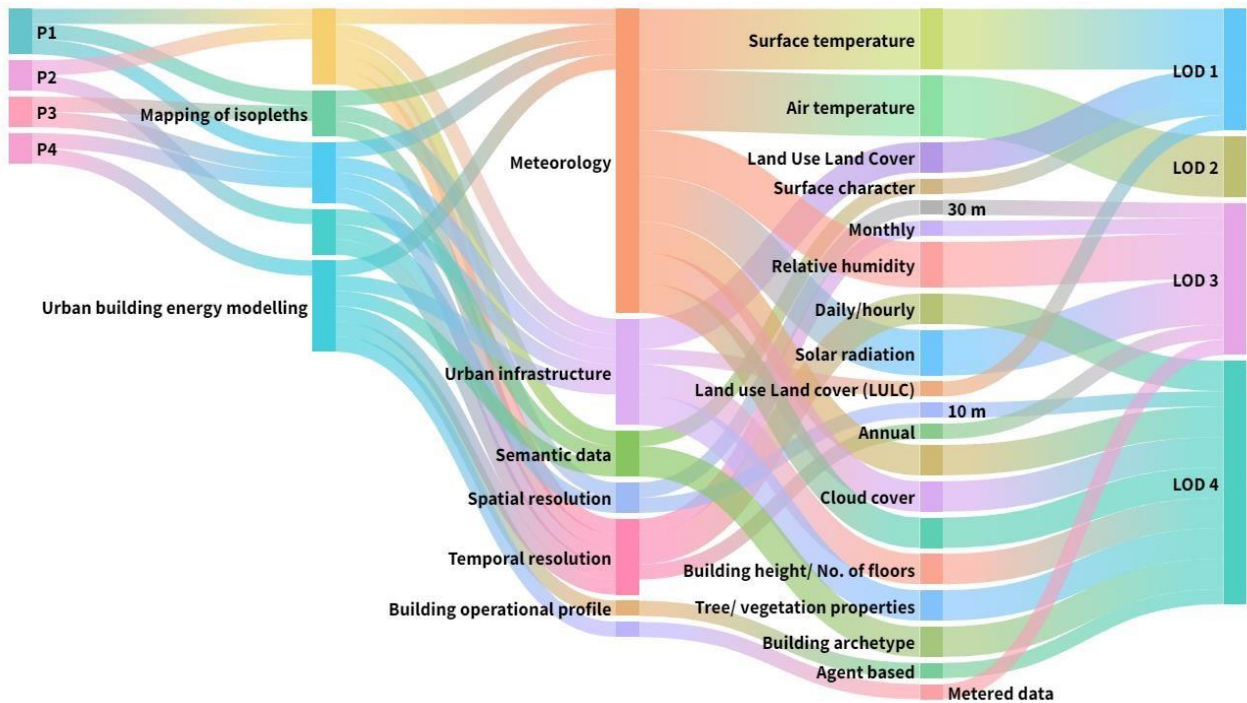 P1
P2
P3
P4
Mapping of isopleths
Urban building energy modelling
Meteorology
Urban infrastructure
Semantic data
Spatial resolution
Temporal resolution
Building operational profile
Surface temperature
Air temperature
Land Use Land Cover
Surface character
30 m
Monthly
Relative humidity
Daily/hourly
Solar radiation
Land use Land cover (LULC)
10 m
Annual
Cloud cover
Building height/ No. of floors
Tree/ vegetation properties
Building archetype
Agent based
Metered data
LOD 1
LOD 2
LOD 3
LOD 4